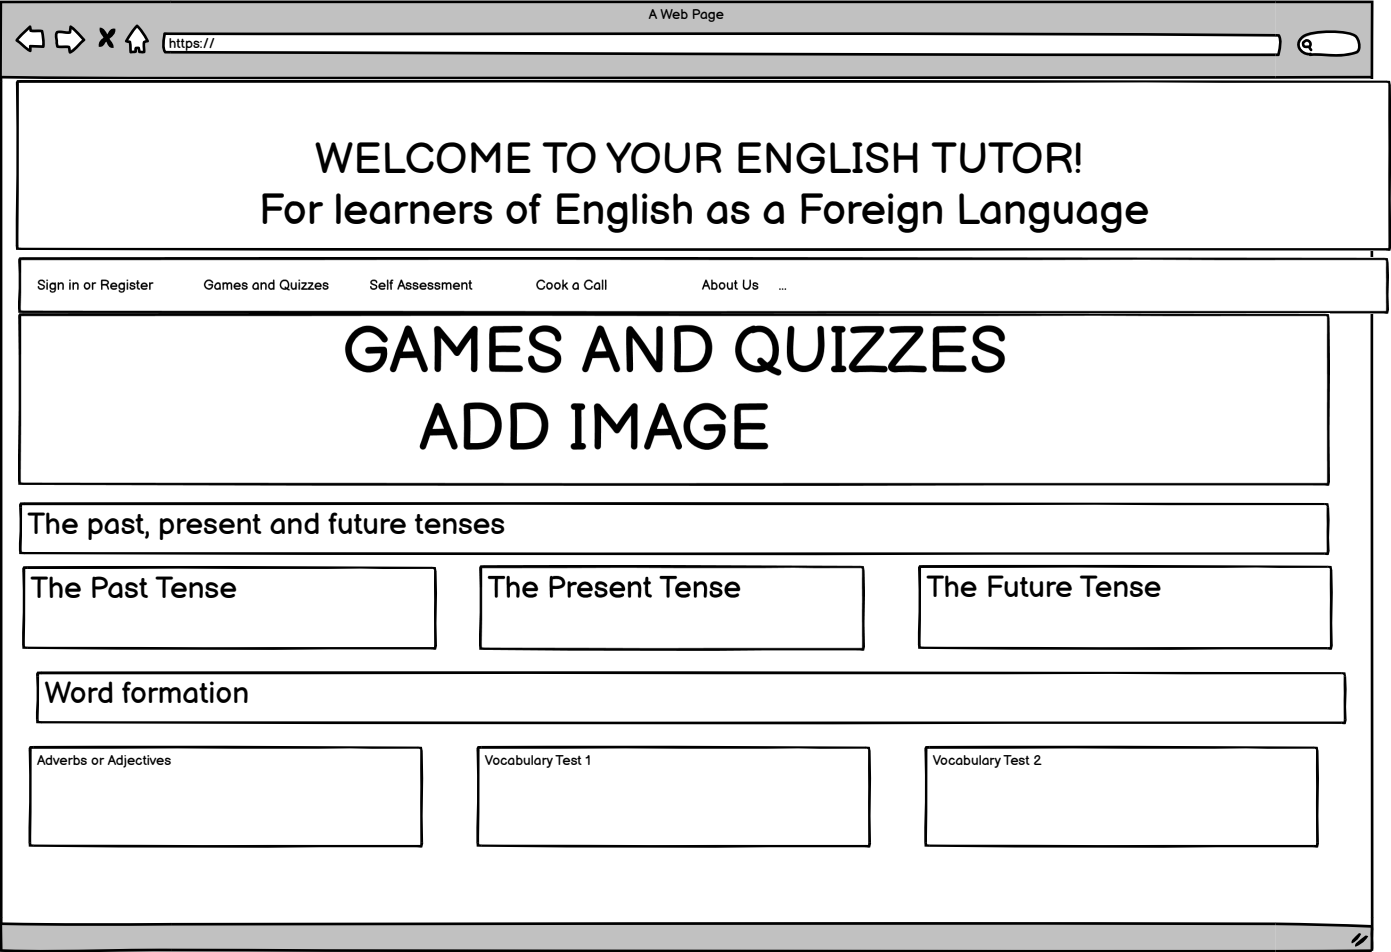 A Web Page
https://
WELCOME TO YOUR ENGLISH TUTOR!
For learners of English as a Foreign Language
Sign in or Register Games and Quizzes Self Assessment Cook a Call About Us ...
GAMES AND QUIZZES
ADD IMAGE
The past, present and future tenses
The Past Tense The Present Tense The Future Tense
Word formation
Adverbs or Adjectives Vocabulary Test 1 Vocabulary Test 2